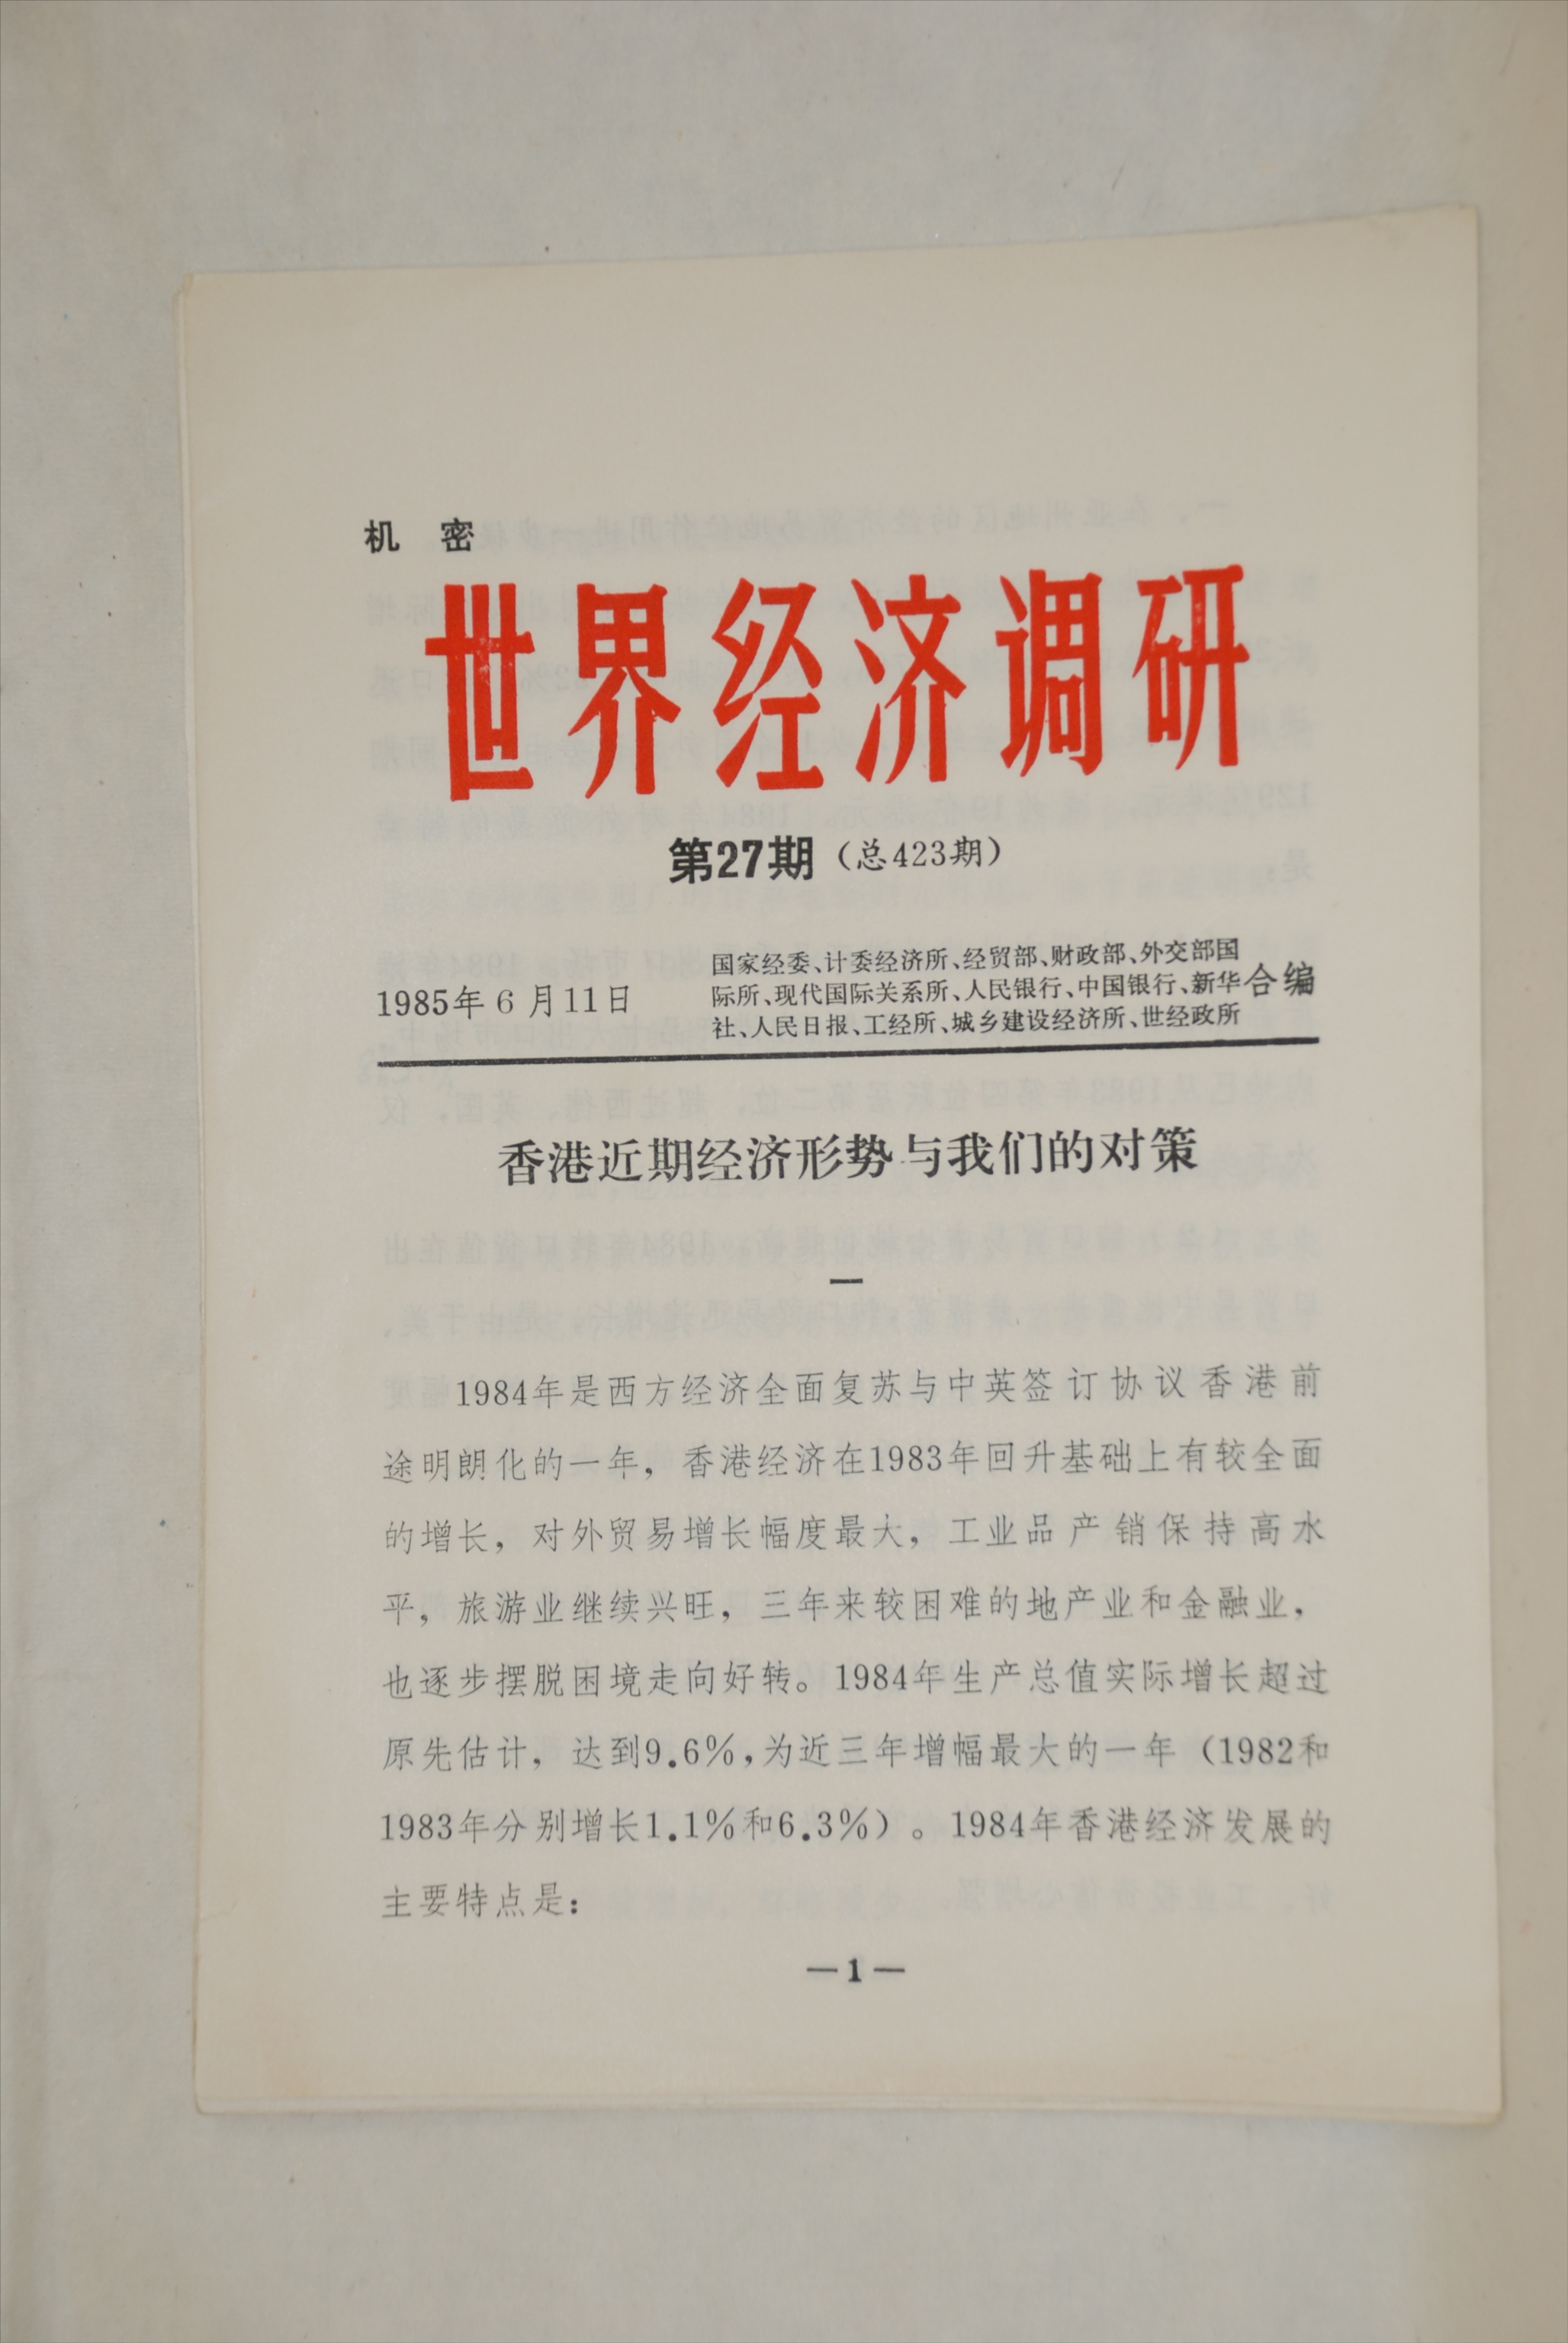 机 密
世界经济调研
第27期（总423期）
1985年6月11日
国家经委、计委经济所、经贸部、财政部、外交部国
际所、现代国际关系所、人民银行、中国银行、新华
社、人民日报、工经所、城乡建设经济所、世经政所
合编
香港近期经济形势与我们的对策
一
1984年是西方经济全面复苏与中英签订协议香港前
途明朗化的一年，香港经济在1983年回升基础上有较全面
的增长，对外贸易增长幅度最大，工业品产销保持高水
平，旅游业继续兴旺，三年来较困难的地产业和金融业，
也逐步摆脱困境走向好转。1984年生产总值实际增长超过
原先估计，达到9.6%，为近三年增幅最大的一年（1982和
1983年分别增长1.1%和6.3%）。1984年香港经济发展的
主要特点是：
—1—